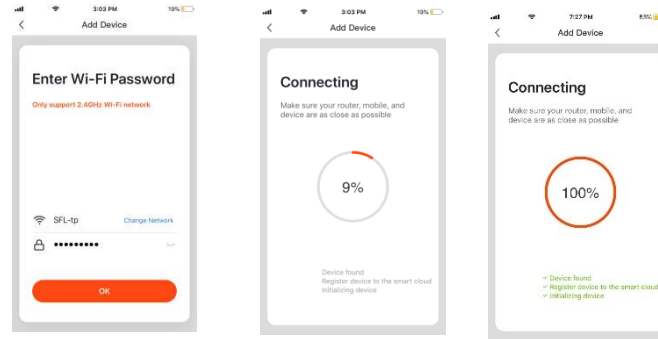 3:03 PM
19%
Add Device
Enter Wi-Fi Password
Only support 2.4GHz Wi-Fi network
SFL-tp
Change Network
•••••••••
OK
3:03 PM
19%
Add Device
Connecting
Make sure your router, mobile, and
device are as close as possible
9%
Device found
Register device to the smart cloud
Initializing device
7:27 PM
Add Device
Connecting
Make sure your router, mobile, and
device are as close as possible
100%
Device found
Register device to the smart cloud
Initializing device